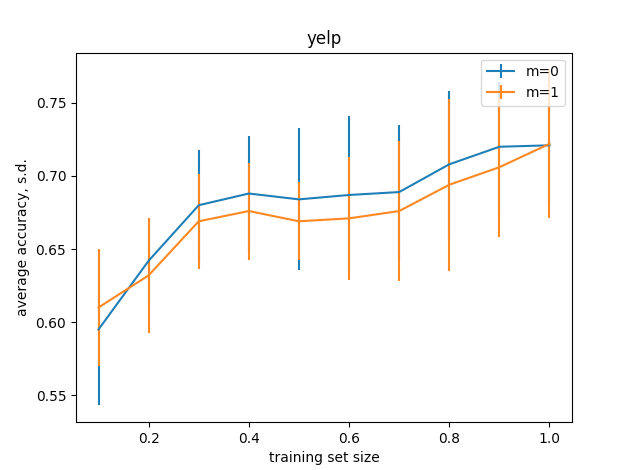 yelp
m=0
m=1
average accuracy, s.d.
0.75
0.70
0.65
0.60
0.55
0.2 0.4 0.6 0.8 1.0
training set size